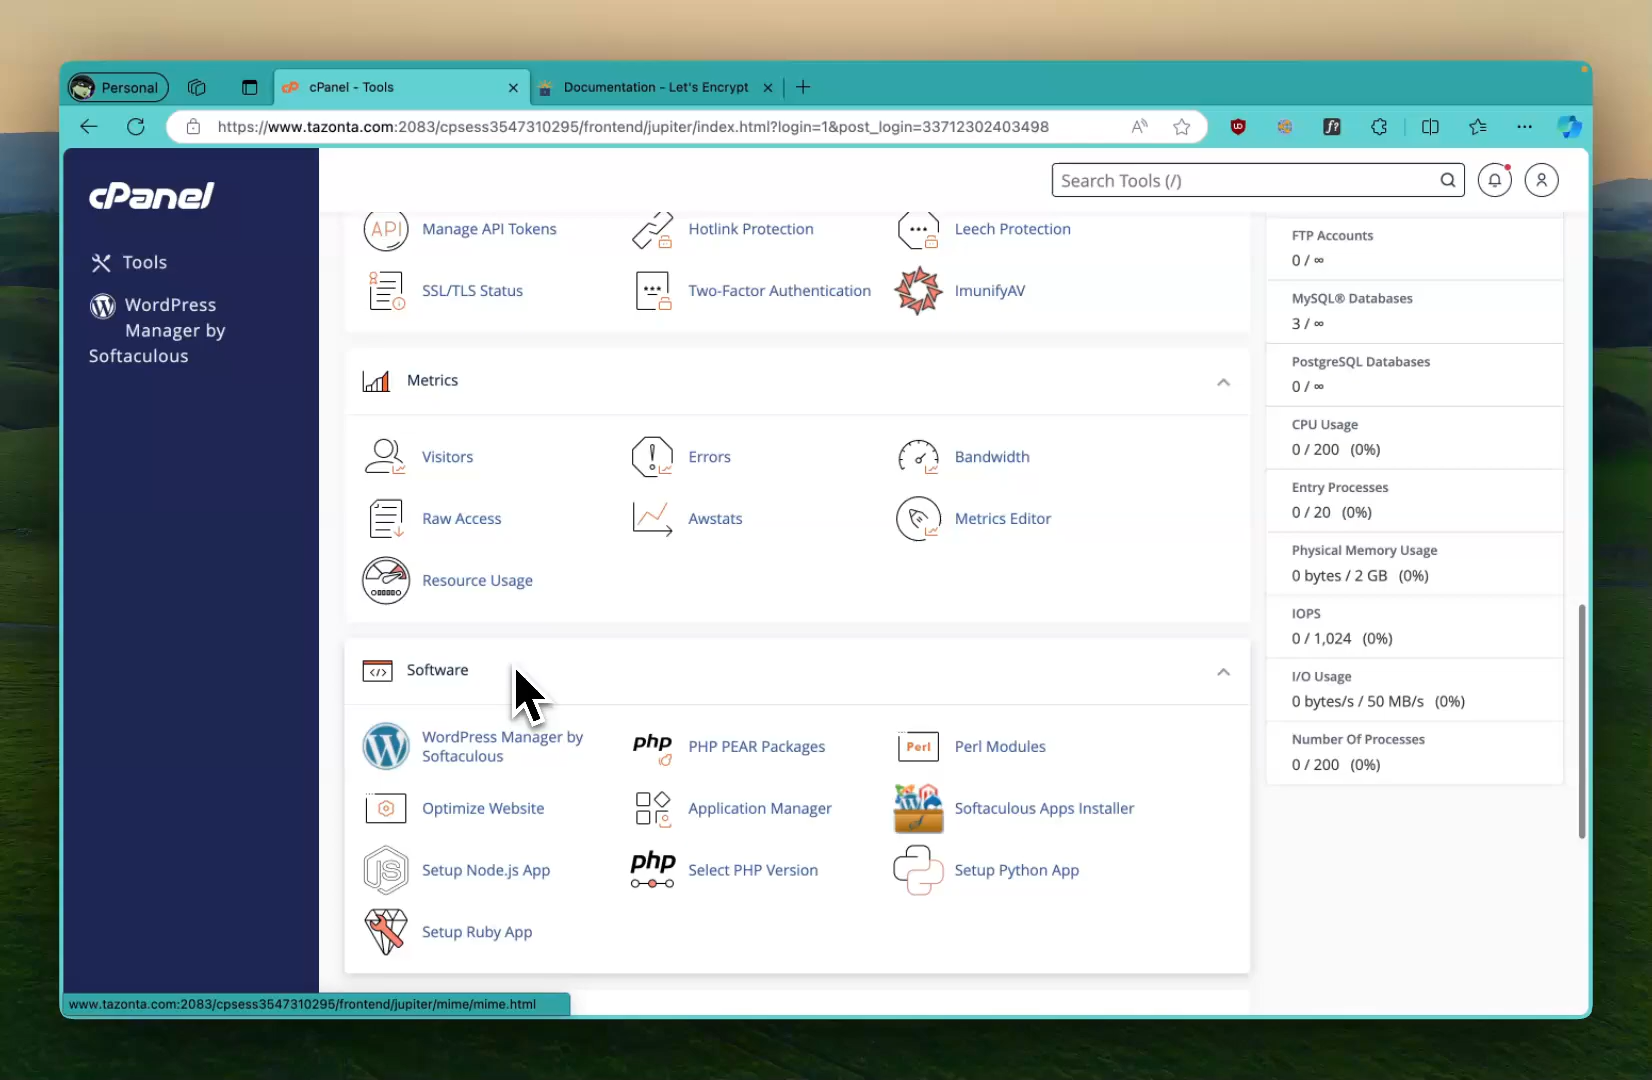 Personal
cPanel - Tools
Documentation - Let's Encrypt
https://www.tazonta.com:2083/cpsess3547310295/frontend/jupiter/index.html?login=1&post_login=33712302403498
cPanel
Tools
WordPress
Manager by
Softaculous
Search Tools (/)
API
Manage API Tokens
Hotlink Protection
Leech Protection
SSL/TLS Status
Two-Factor Authentication
ImunifyAV
Metrics
Visitors
Errors
Bandwidth
Raw Access
Awstats
Metrics Editor
Resource Usage
Software
WordPress Manager by
Softaculous
php
PHP PEAR Packages
Perl
Perl Modules
Optimize Website
Application Manager
Softaculous Apps Installer
JS
Setup Node.js App
php
Select PHP Version
Setup Python App
Setup Ruby App
FTP Accounts
0 / ∞
MySQL® Databases
3 / ∞
PostgreSQL Databases
0 / ∞
CPU Usage
0 / 200 (0%)
Entry Processes
0 / 20 (0%)
Physical Memory Usage
0 bytes / 2 GB (0%)
IOPS
0 / 1,024 (0%)
I/O Usage
0 bytes/s / 50 MB/s (0%)
Number Of Processes
0 / 200 (0%)
www.tazonta.com:2083/cpsess3547310295/frontend/jupiter/mime/mime.html